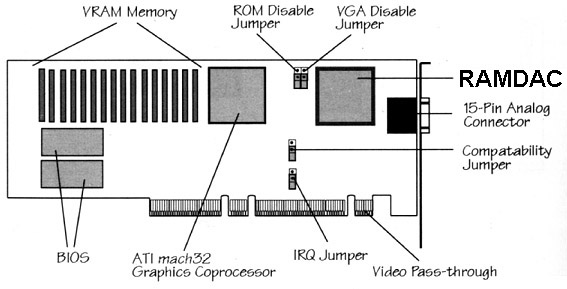 VRAM Memory
ROM Disable
Jumper
VGA Disable
Jumper
RAMDAC
15-Pin Analog
Connector
Compatability
Jumper
BIOS
ATI mach32
Graphics Coprocessor
IRQ Jumper
Video Pass-through